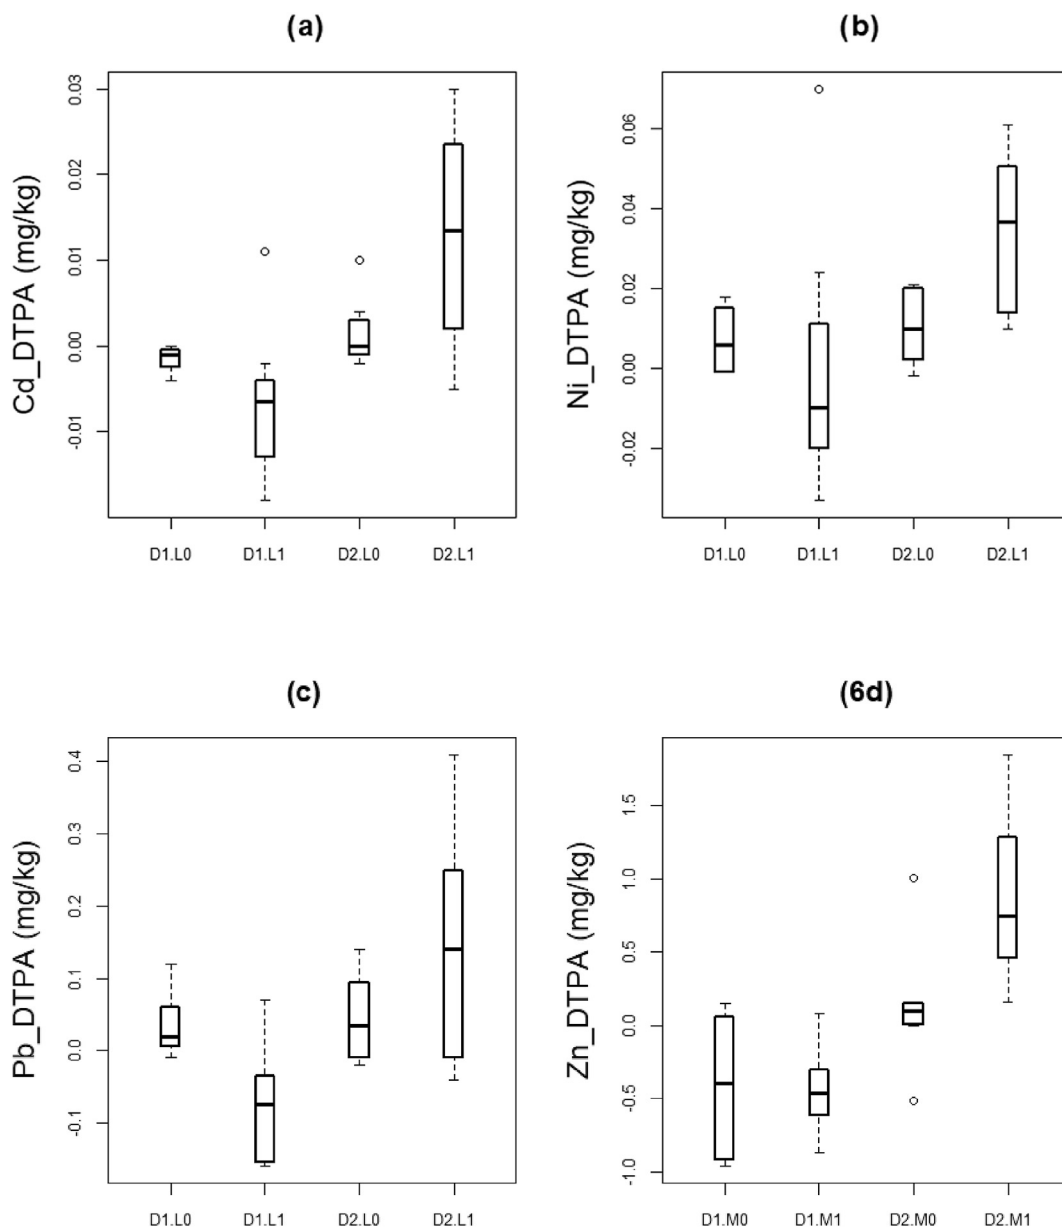 (a)
Cd_DTPA (mg/kg)
0.03
0.02
0.01
0.00
-0.01
D1.L0 D1.L1 D2.L0 D2.L1
(b)
Ni_DTPA (mg/kg)
0.06
0.04
0.02
0.00
-0.02
D1.L0 D1.L1 D2.L0 D2.L1
(c)
Pb_DTPA (mg/kg)
0.4
0.3
0.2
0.1
0.0
-0.1
D1.L0 D1.L1 D2.L0 D2.L1
(6d)
Zn_DTPA (mg/kg)
1.5
1.0
0.5
0.0
-0.5
-1.0
D1.M0 D1.M1 D2.M0 D2.M1